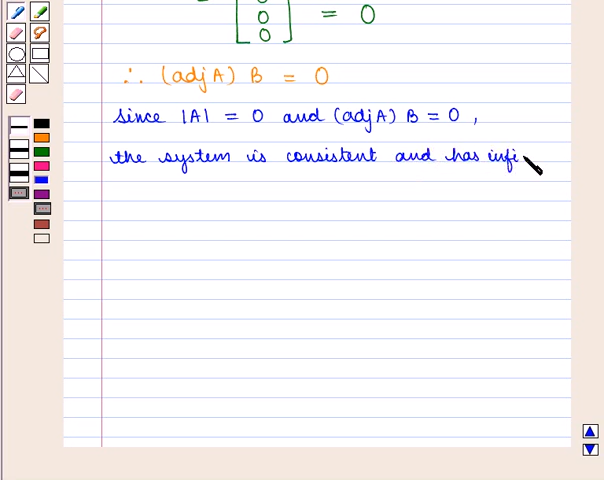 = [ 0 0 0 ] = 0
∴ (adj A) B = 0
since |A| = 0 and (adj A) B = 0 ,
the system is consistent and has infi